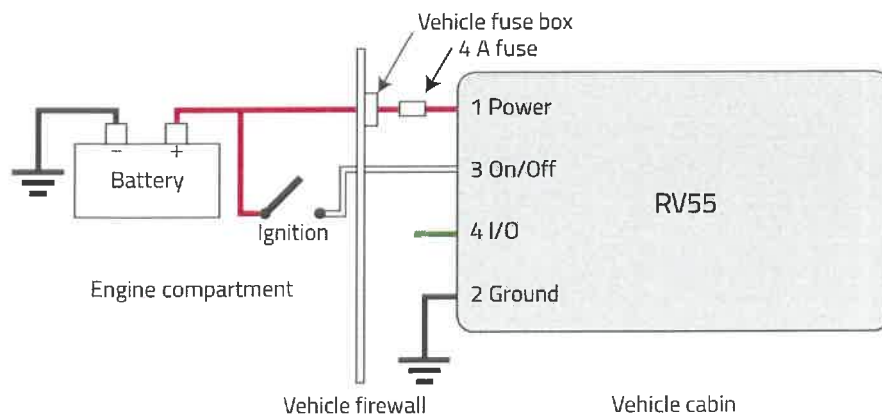 Vehicle fuse box
4 A fuse
1 Power
3 On/Off
RV55
4 I/O
2 Ground
− +
Battery
Ignition
Engine compartment
Vehicle firewall
Vehicle cabin